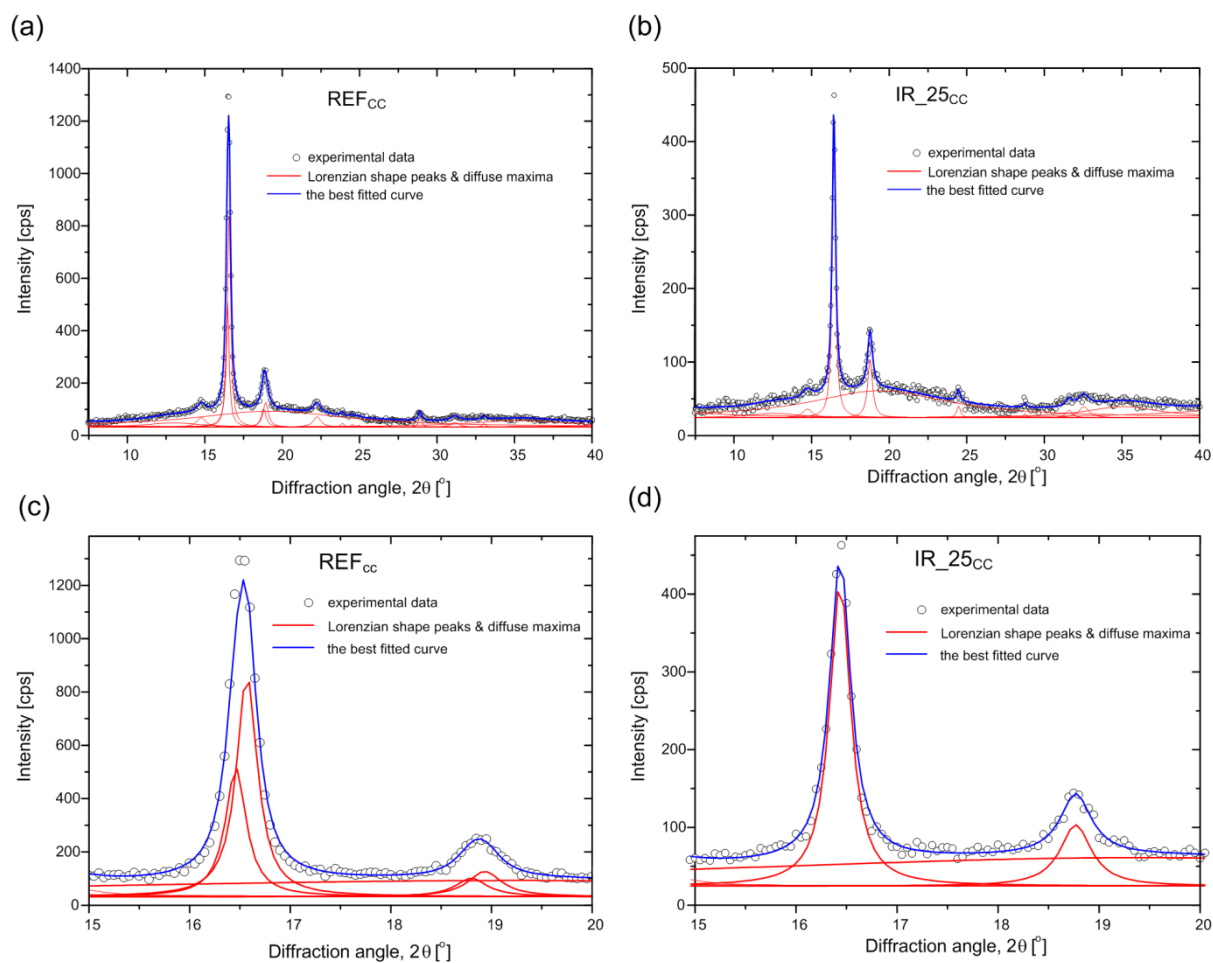 (a)
REF_CC
experimental data
Lorenzian shape peaks & diffuse maxima
the best fitted curve
Intensity [cps]
1400
1200
1000
800
600
400
200
0
10 15 20 25 30 35 40
Diffraction angle, 2θ [°]
(b)
IR_25_CC
experimental data
Lorenzian shape peaks & diffuse maxima
the best fitted curve
Intensity [cps]
500
400
300
200
100
0
10 15 20 25 30 35 40
Diffraction angle, 2θ [°]
(c)
REF_cc
experimental data
Lorenzian shape peaks & diffuse maxima
the best fitted curve
Intensity [cps]
1200
1000
800
600
400
200
0
15 16 17 18 19 20
Diffraction angle, 2θ [°]
(d)
IR_25_CC
experimental data
Lorenzian shape peaks & diffuse maxima
the best fitted curve
Intensity [cps]
400
300
200
100
0
15 16 17 18 19 20
Diffraction angle, 2θ [°]